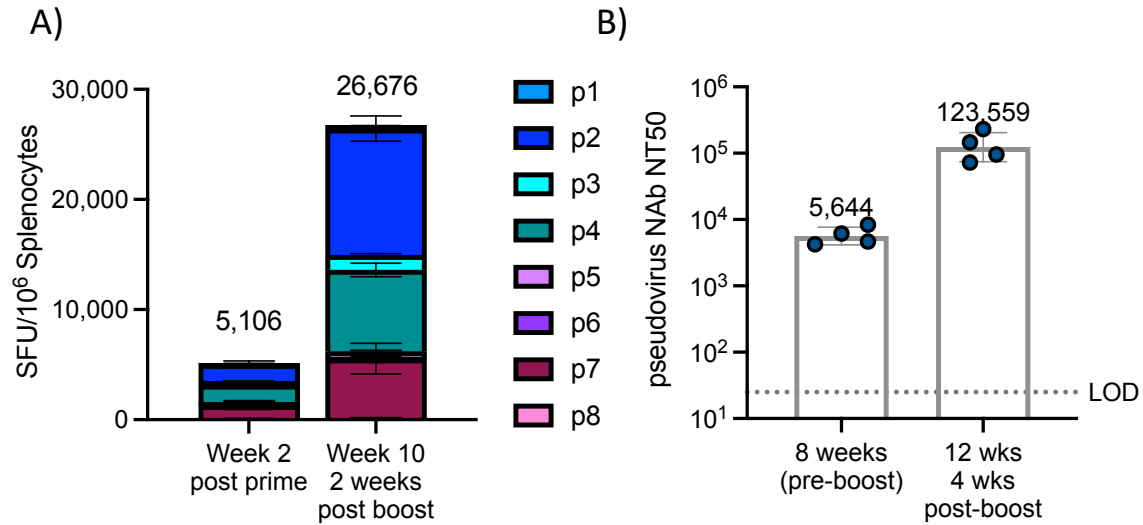 A)
SFU/10⁶ Splenocytes
30,000
20,000
10,000
0
5,106
26,676
Week 2
post prime
Week 10
2 weeks
post boost
p1
p2
p3
p4
p5
p6
p7
p8
B)
pseudovirus NAb NT50
10⁶
10⁵
10⁴
10³
10²
10¹
5,644
123,559
LOD
8 weeks
(pre-boost)
12 wks
4 wks
post-boost